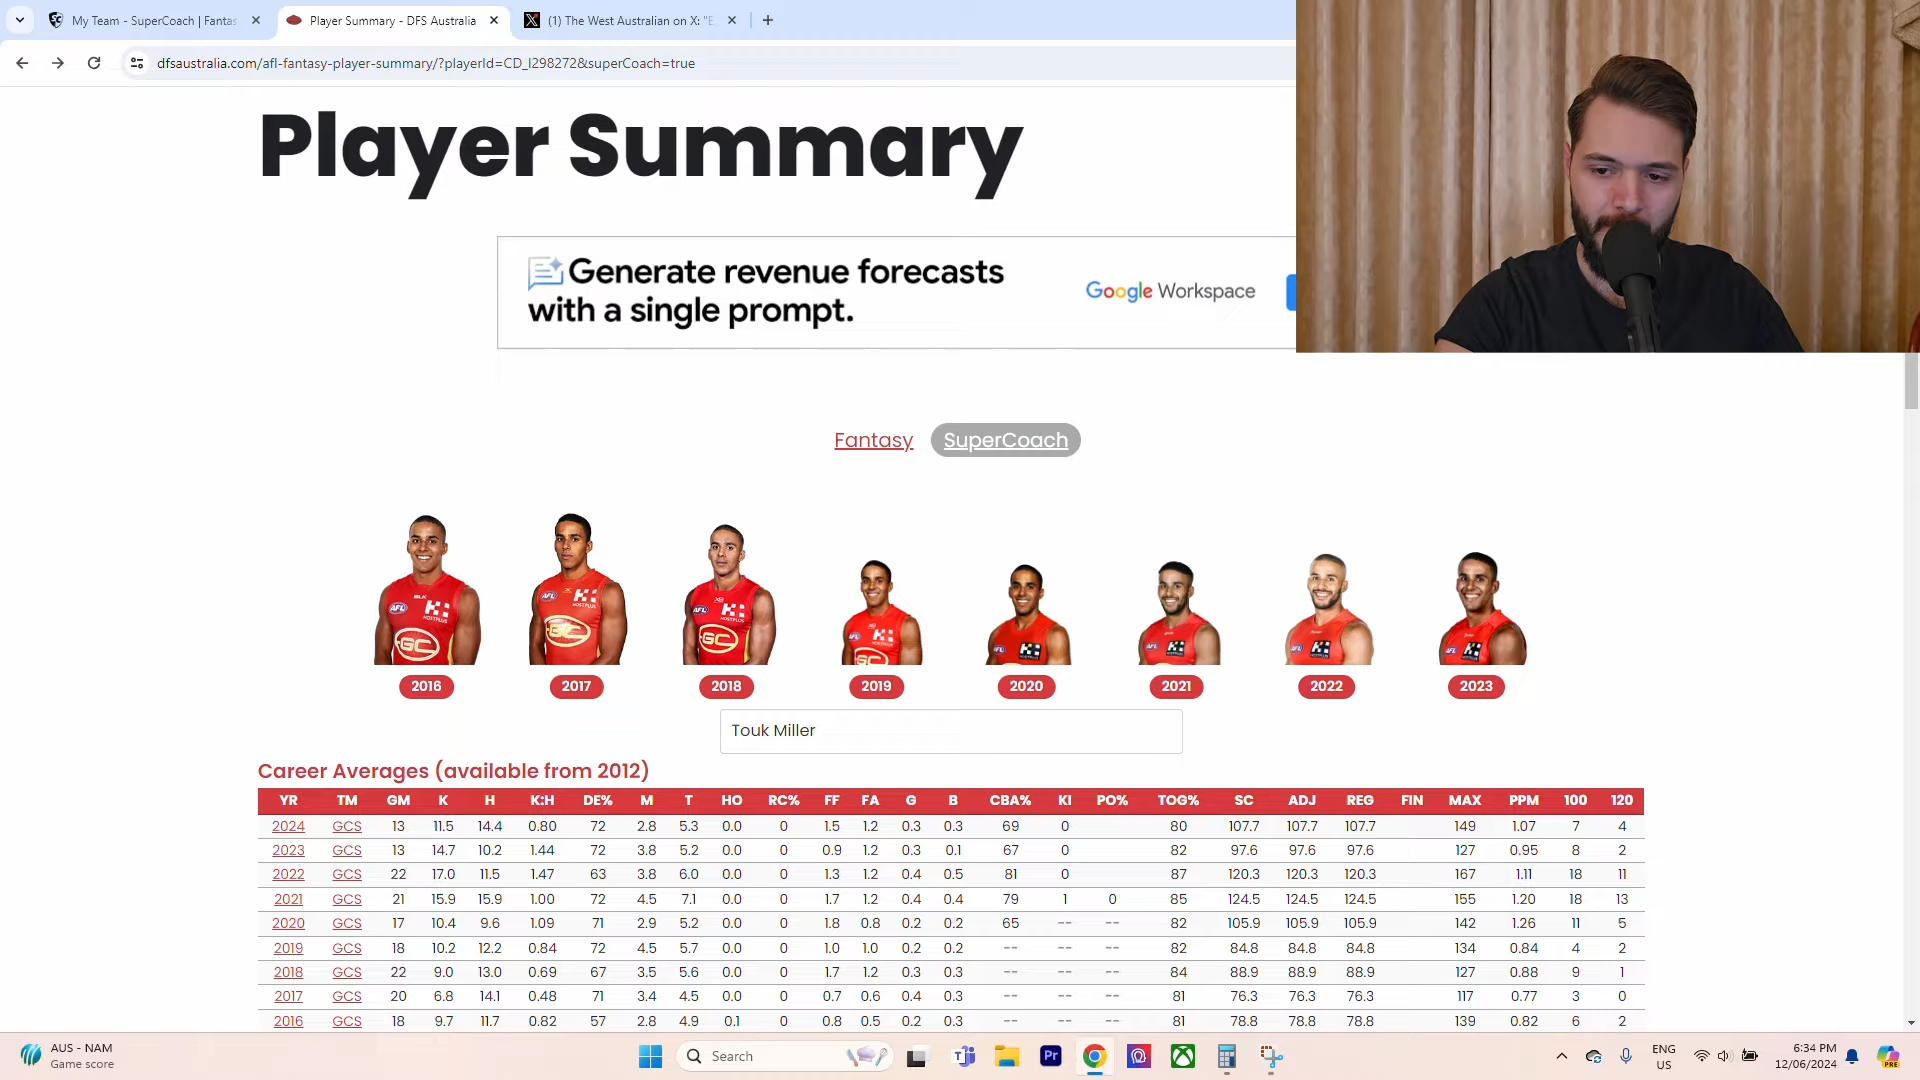 My Team - SuperCoach | Fantas
Player Summary - DFS Australia
(1) The West Australian on X: "E
dfsaustralia.com/afl-fantasy-player-summary/?playerId=CD_I298272&superCoach=true
Player Summary
Generate revenue forecasts
with a single prompt.
Google Workspace
Fantasy SuperCoach
2016 2017 2018 2019 2020 2021 2022 2023
Touk Miller
Career Averages (available from 2012)
YR TM GM K H K:H DE% M T HO RC% FF FA G B CBA% KI PO% TOG% SC ADJ REG FIN MAX PPM 100 120
2024 GCS 13 11.5 14.4 0.80 72 2.8 5.3 0.0 0 1.5 1.2 0.3 0.3 69 0 80 107.7 107.7 107.7 149 1.07 7 4
2023 GCS 13 14.7 10.2 1.44 72 3.8 5.2 0.0 0 0.9 1.2 0.3 0.1 67 0 82 97.6 97.6 97.6 127 0.95 8 2
2022 GCS 22 17.0 11.5 1.47 63 3.8 6.0 0.0 0 1.3 1.2 0.4 0.5 81 0 87 120.3 120.3 120.3 167 1.11 18 11
2021 GCS 21 15.9 15.9 1.00 72 4.5 7.1 0.0 0 1.7 1.2 0.4 0.4 79 1 0 85 124.5 124.5 124.5 155 1.20 18 13
2020 GCS 17 10.4 9.6 1.09 71 2.9 5.2 0.0 0 1.8 0.8 0.2 0.2 65 -- -- 82 105.9 105.9 105.9 142 1.26 11 5
2019 GCS 18 10.2 12.2 0.84 72 4.5 5.7 0.0 0 1.0 1.0 0.2 0.2 -- -- -- 82 84.8 84.8 84.8 134 0.84 4 2
2018 GCS 22 9.0 13.0 0.69 67 3.5 5.6 0.0 0 1.7 1.2 0.3 0.3 -- -- -- 84 88.9 88.9 88.9 127 0.88 9 1
2017 GCS 20 6.8 14.1 0.48 71 3.4 4.5 0.0 0 0.7 0.6 0.4 0.3 -- -- -- 81 76.3 76.3 76.3 117 0.77 3 0
2016 GCS 18 9.7 11.7 0.82 57 2.8 4.9 0.1 0 0.8 0.5 0.2 0.3 -- -- -- 81 78.8 78.8 78.8 139 0.82 6 2
AUS - NAM
Game score
Search
ENG
US
6:34 PM
12/06/2024